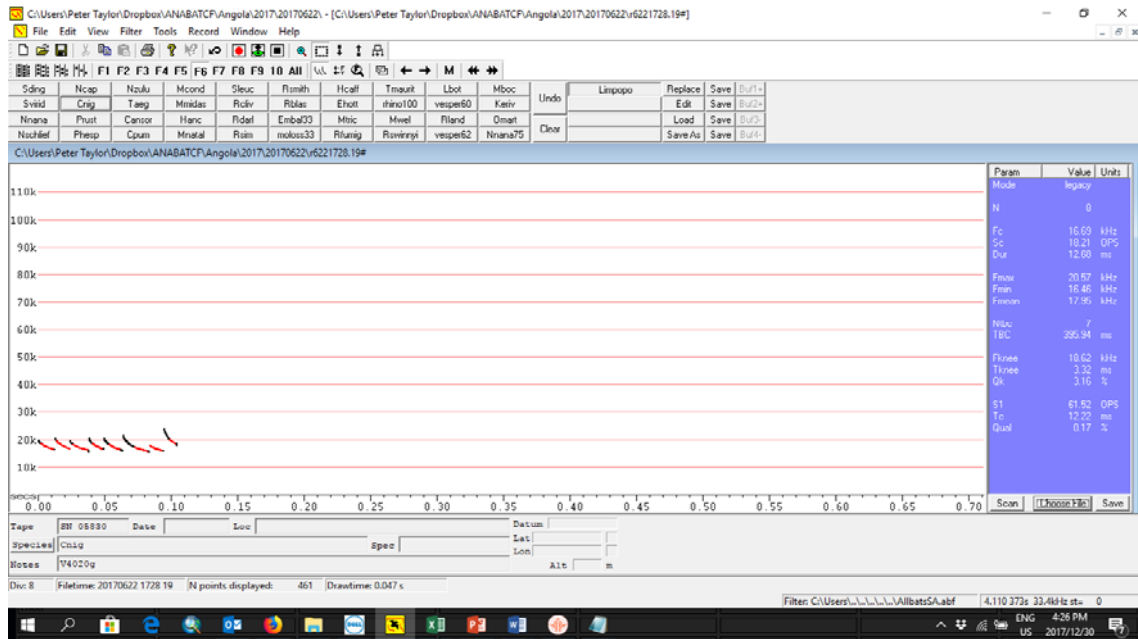 C:\Users\Peter Taylor\Dropbox\ANABATCF\Angola\2017\20170622\ - [C:\Users\Peter Taylor\Dropbox\ANABATCF\Angola\2017\20170622\r6221728.19#]
File Edit View Filter Tools Record Window Help
F1 F2 F3 F4 F5 F6 F7 F8 F9 10 All M
Sding Ncap Nzulu Mcond Sleuc Rsmith Hcaff Tmaurit Lbot Mboc Undo Limpopo Replace Save Buf1+
Svirid Cnig Taeg Mmidas Rcliv Rblas Ehott rhino100 vesper60 Keriv Edit Save Buf2+
Nnana Prust Cansor Hanc Rdarl Embal33 Mtric Mwel Rland Omart Clear Load Save Buf3-
Nschlief Phesp Cpum Mnatal Rsim moloss33 Rfumig Rswinnyi vesper62 Nnana75 Save As Save Buf4-
C:\Users\Peter Taylor\Dropbox\ANABATCF\Angola\2017\20170622\r6221728.19#
Param Value Units
Mode legacy
N 0
Fc 16.69 kHz
Sc 18.21 OPS
Dur 12.68 ms
Fmax 20.57 kHz
Fmin 16.46 kHz
Fmean 17.95 kHz
Ntbc 7
TBC 395.94 ms
Fknee 18.62 kHz
Tknee 3.32 ms
Qk 3.16 %
S1 61.52 OPS
Tc 12.22 ms
Qual 0.17 %
110k
100k
90k
80k
70k
60k
50k
40k
30k
20k
10k
secs
0.00 0.05 0.10 0.15 0.20 0.25 0.30 0.35 0.40 0.45 0.50 0.55 0.60 0.65 0.70
Scan Choose File Save
Tape SN 05830 Date Loc Datum
Species Cnig Spec Lat
Lon
Notes V4020g Alt m
Div: 8 Filetime: 20170622 1728 19 N points displayed: 461 Drawtime: 0.047 s
Filter: C:\Users\..\..\..\..\AllbatsSA.abf 4.110 373s 33.4kHz st= 0
ENG 4:26 PM
US 2017/12/30